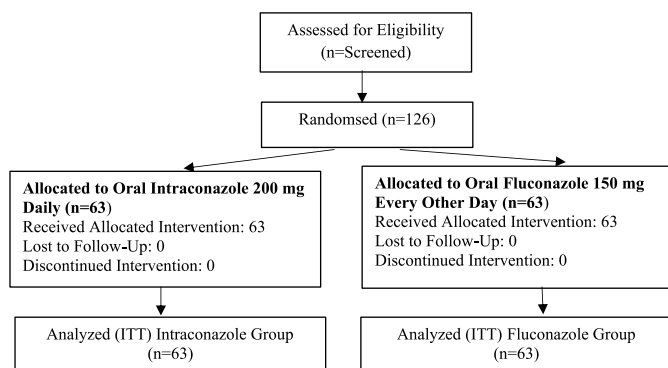 Assessed for Eligibility
(n=Screened)
Randomsed (n=126)
Allocated to Oral Intraconazole 200 mg
Daily (n=63)
Received Allocated Intervention: 63
Lost to Follow-Up: 0
Discontinued Intervention: 0
Allocated to Oral Fluconazole 150 mg
Every Other Day (n=63)
Received Allocated Intervention: 63
Lost to Follow-Up: 0
Discontinued Intervention: 0
Analyzed (ITT) Intraconazole Group
(n=63)
Analyzed (ITT) Fluconazole Group
(n=63)